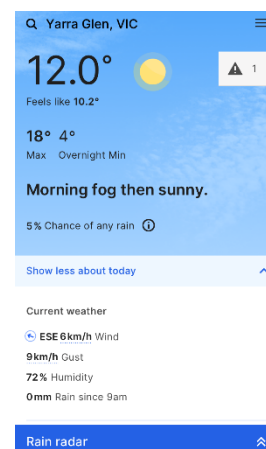 Yarra Glen, VIC
12.0°
1
Feels like 10.2°
18° 4°
Max Overnight Min
Morning fog then sunny.
5% Chance of any rain
Show less about today
Current weather
ESE 6km/h Wind
9km/h Gust
72% Humidity
0mm Rain since 9am
Rain radar